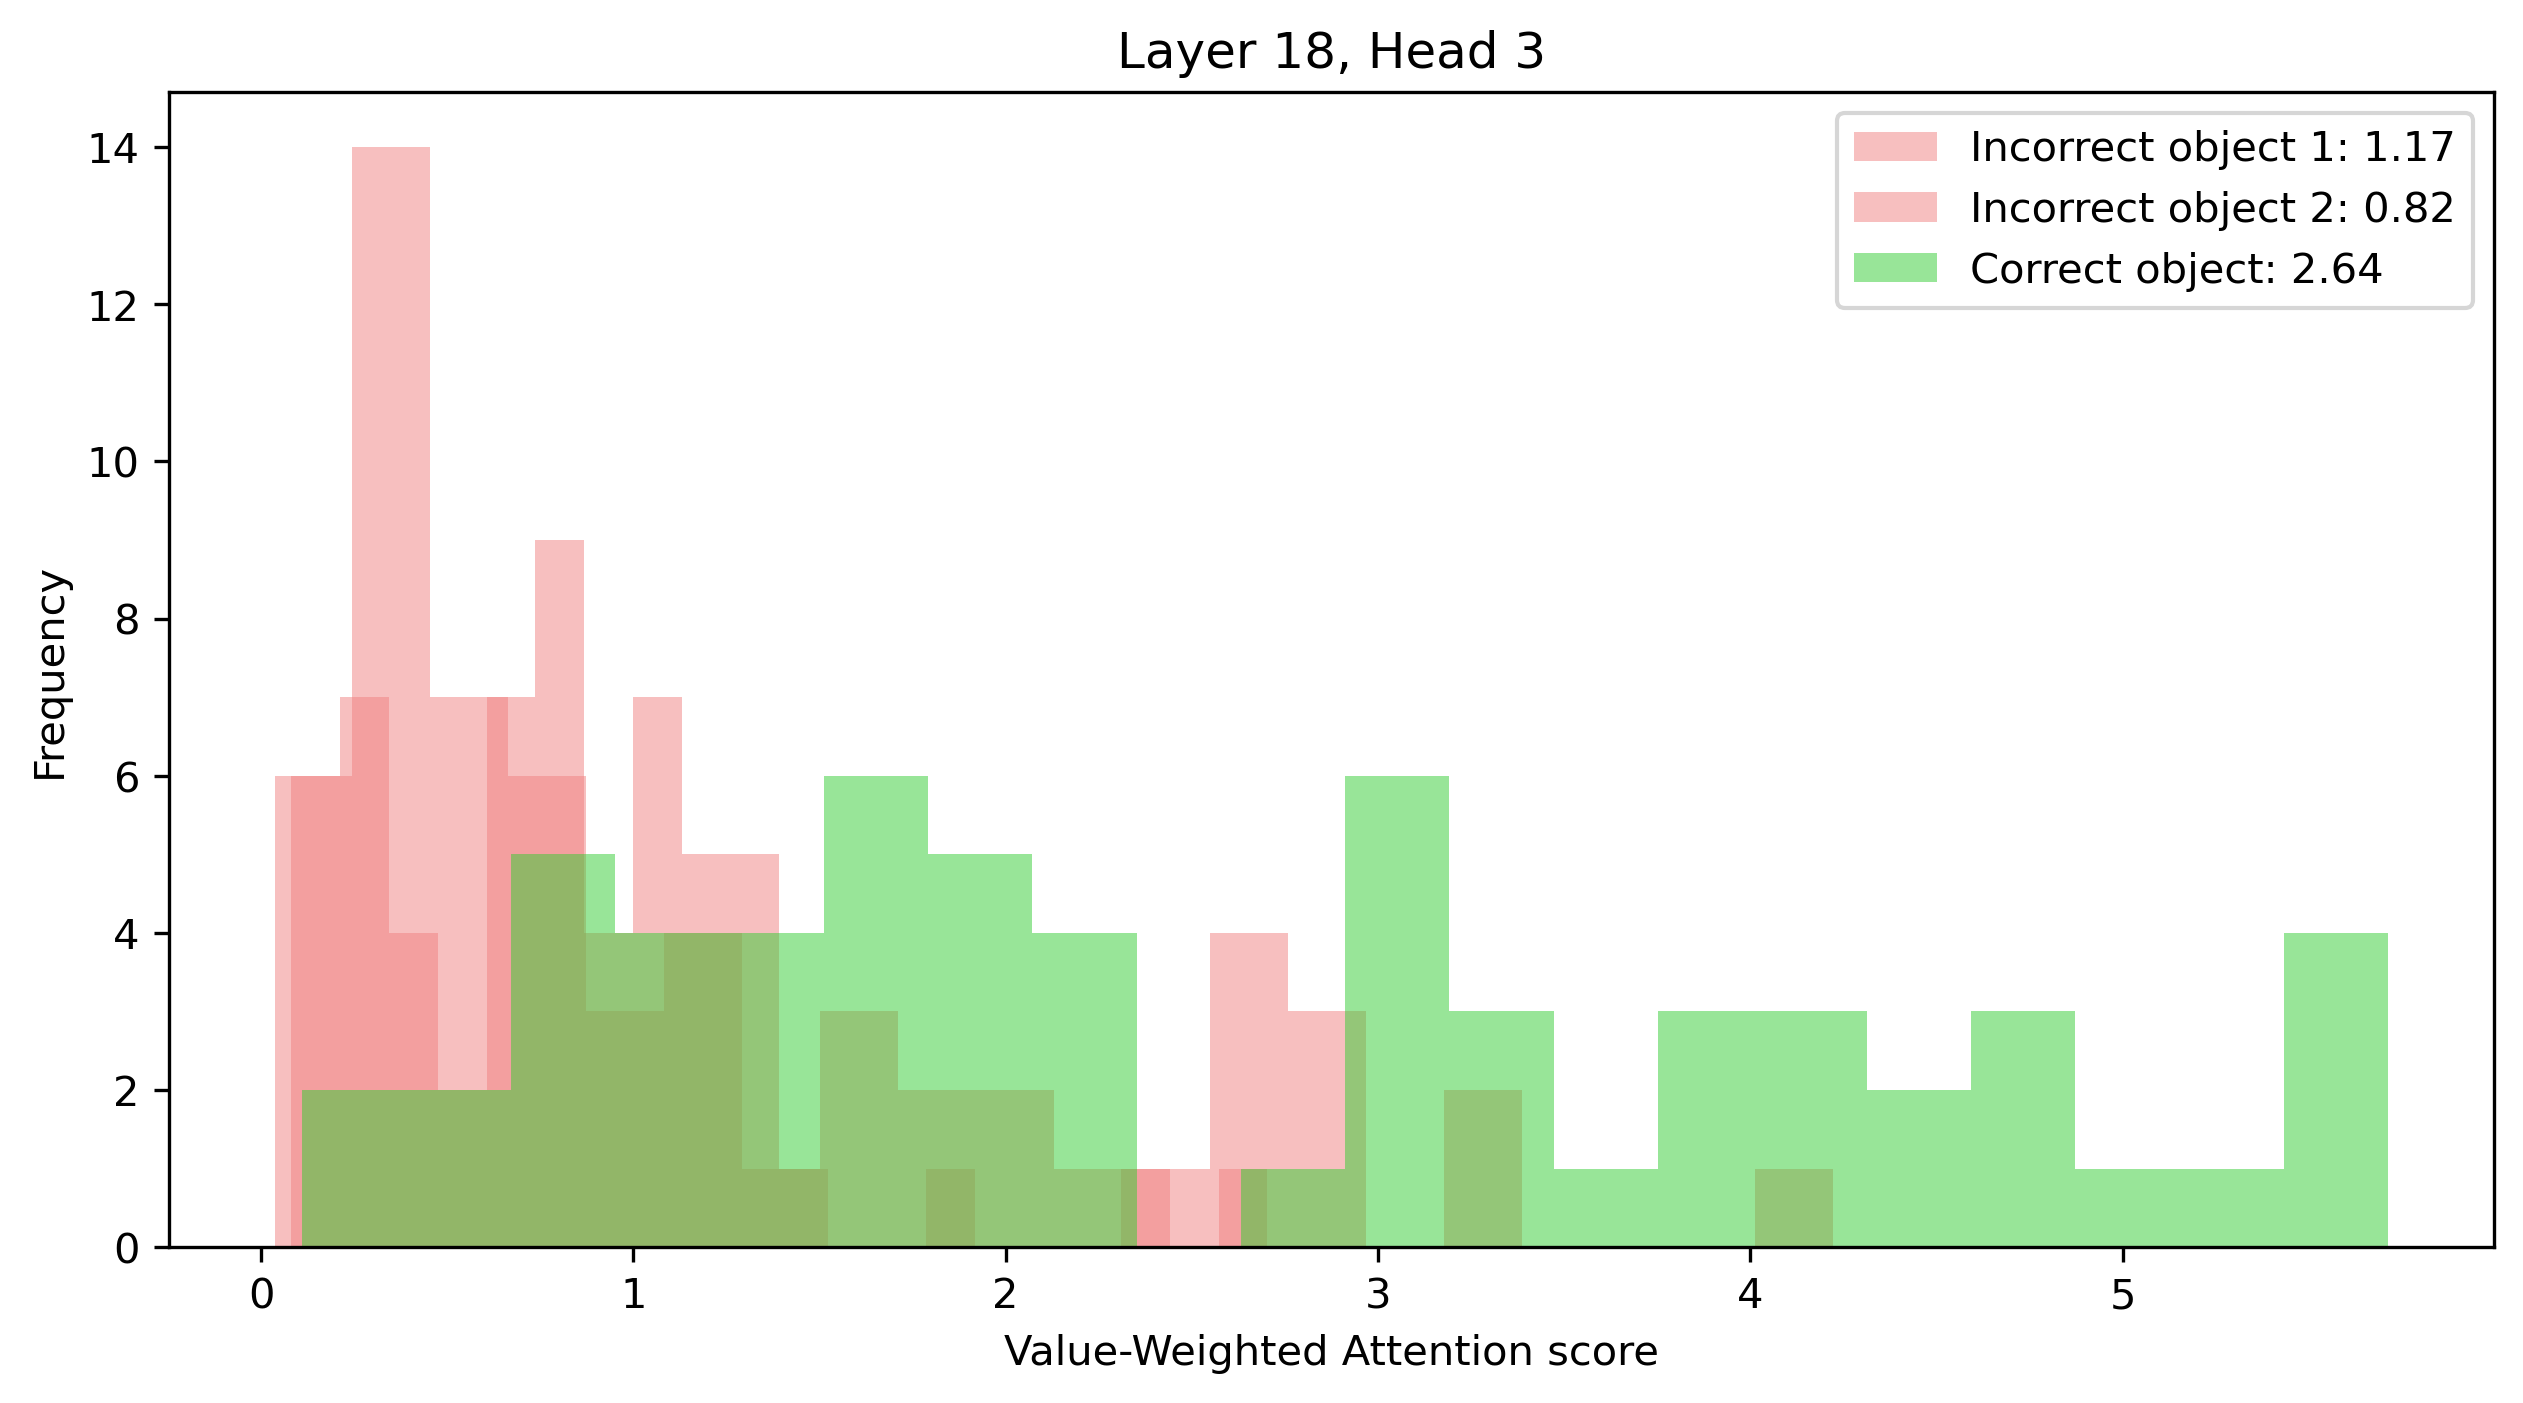 Layer 18, Head 3
Incorrect object 1: 1.17
Incorrect object 2: 0.82
Correct object: 2.64
Frequency
14
12
10
8
6
4
2
0
0 1 2 3 4 5
Value-Weighted Attention score